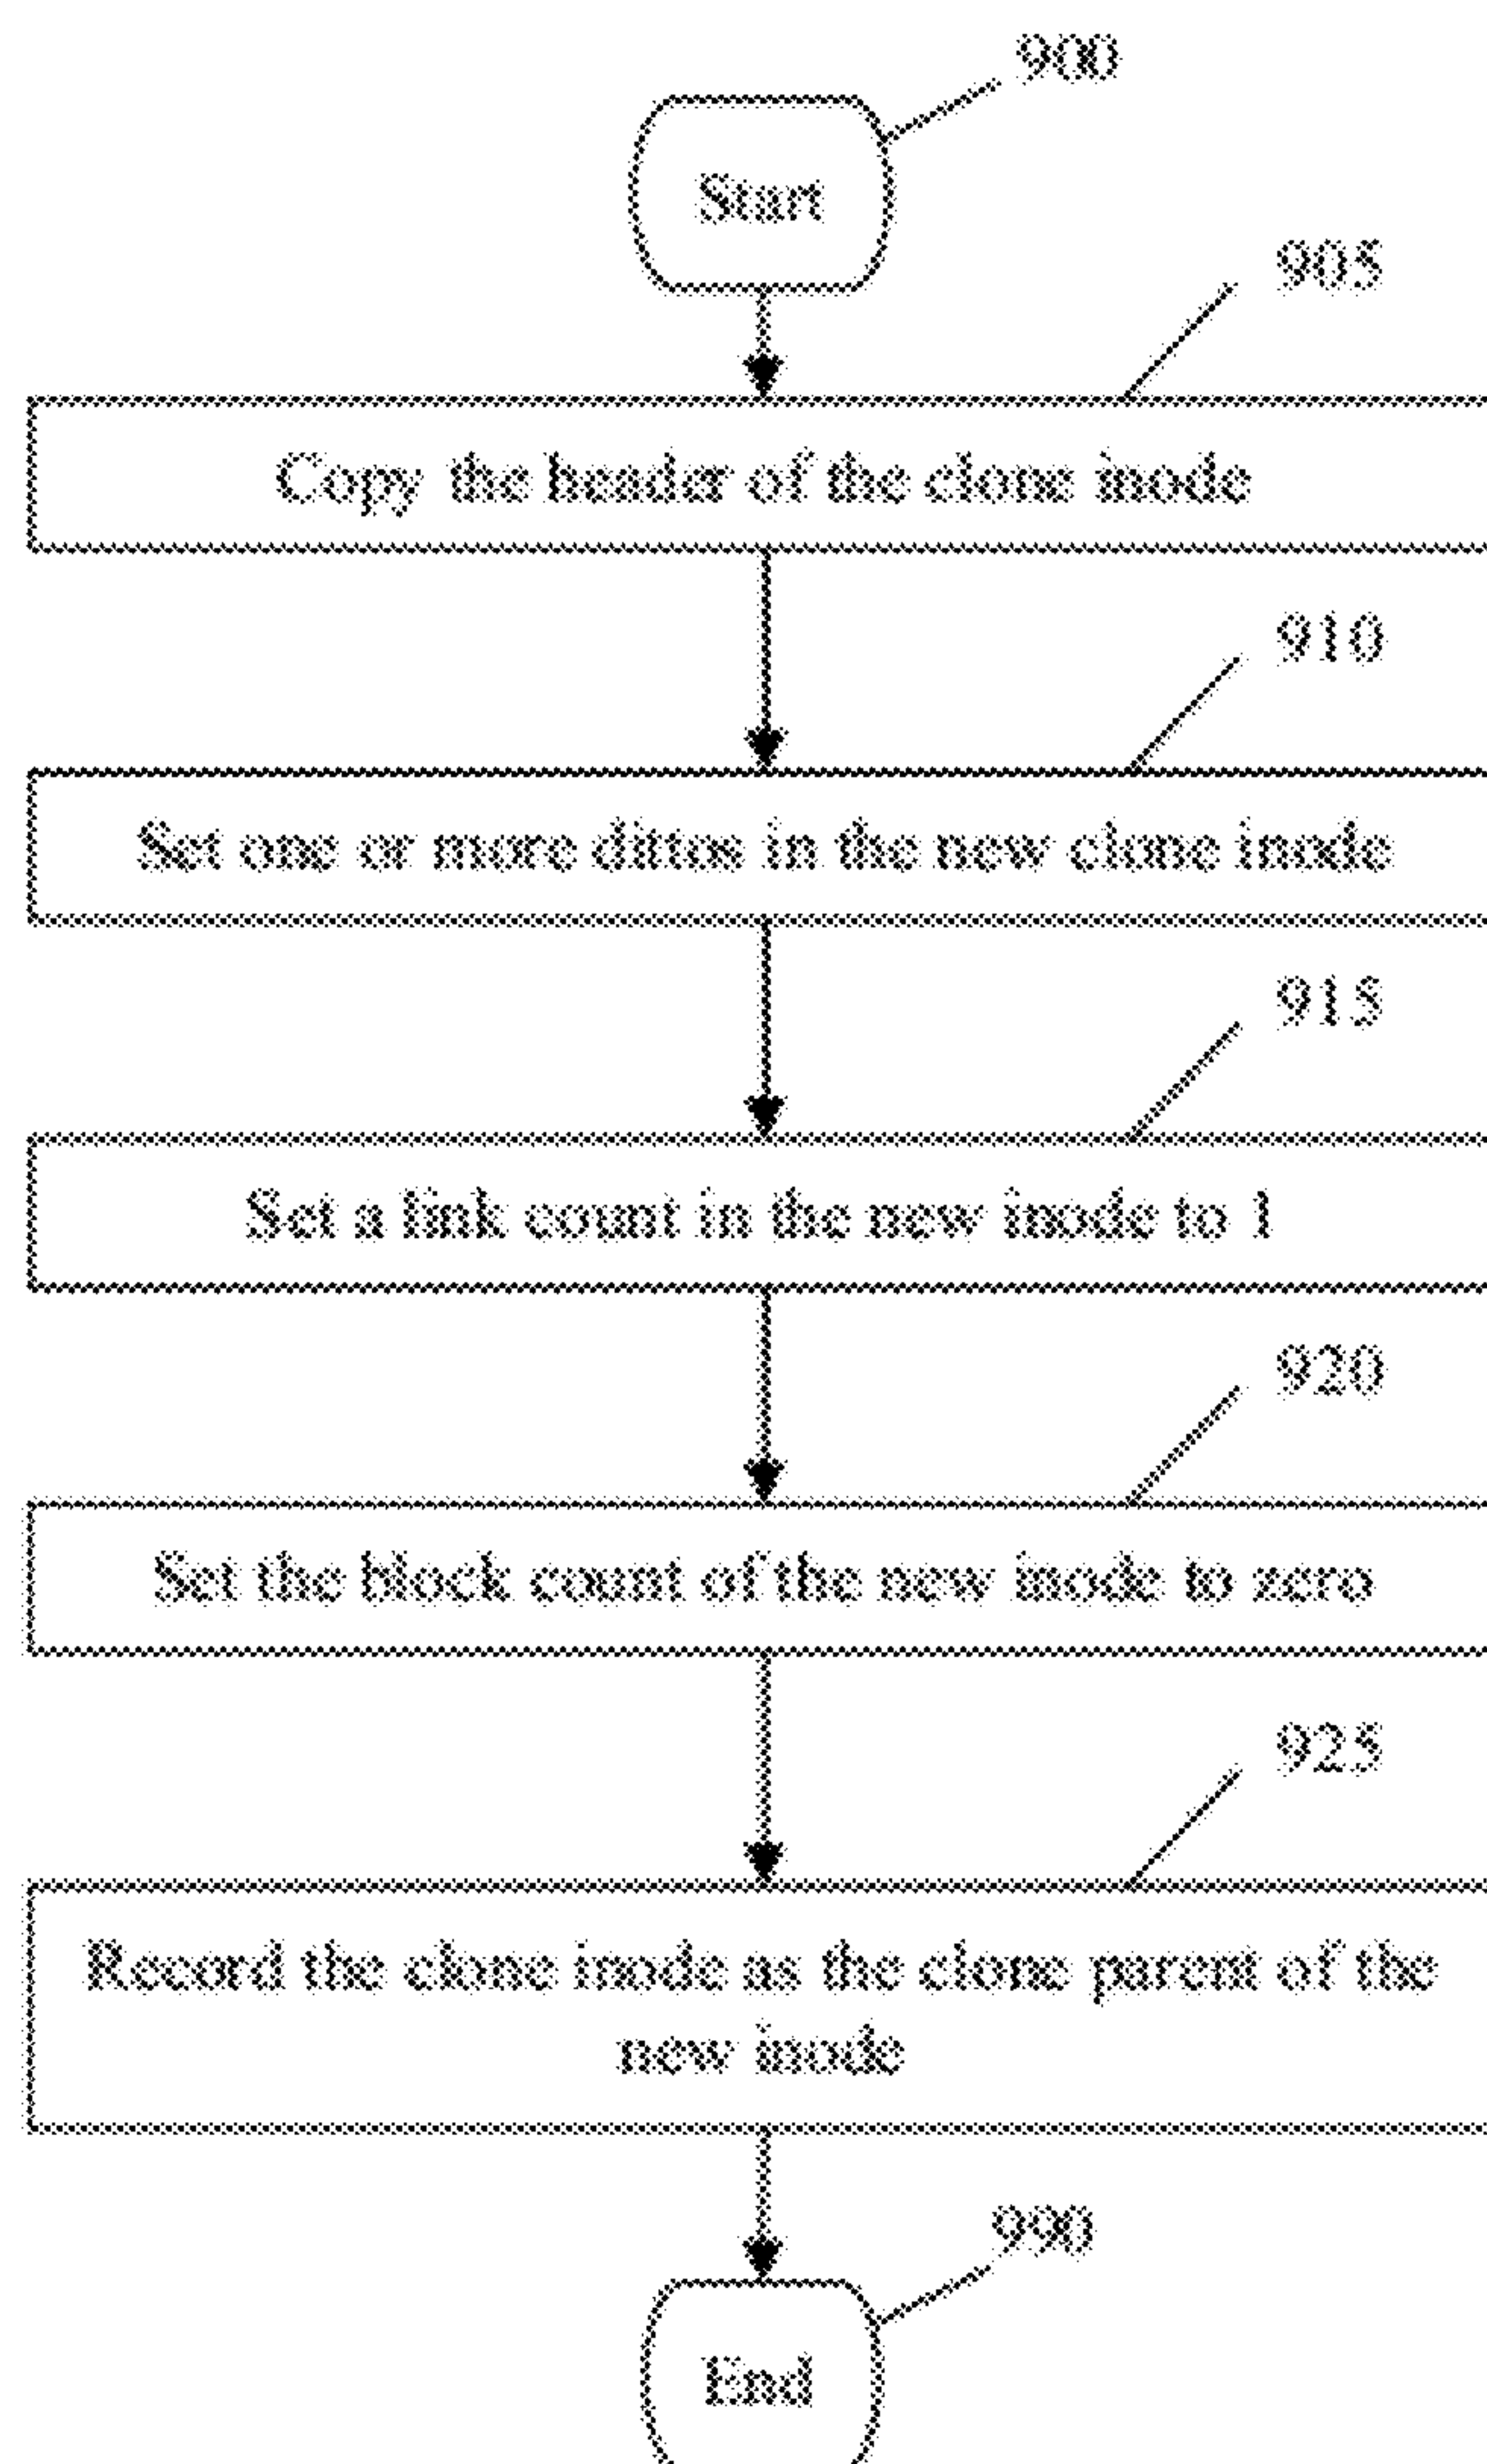 900
Start
905
Copy the header of the clone inode
910
Set one or more dittos in the new clone inode
915
Set a link count in the new inode to 1
920
Set the block count of the new inode to zero
925
Record the clone inode as the clone parent of the
new inode
990
End